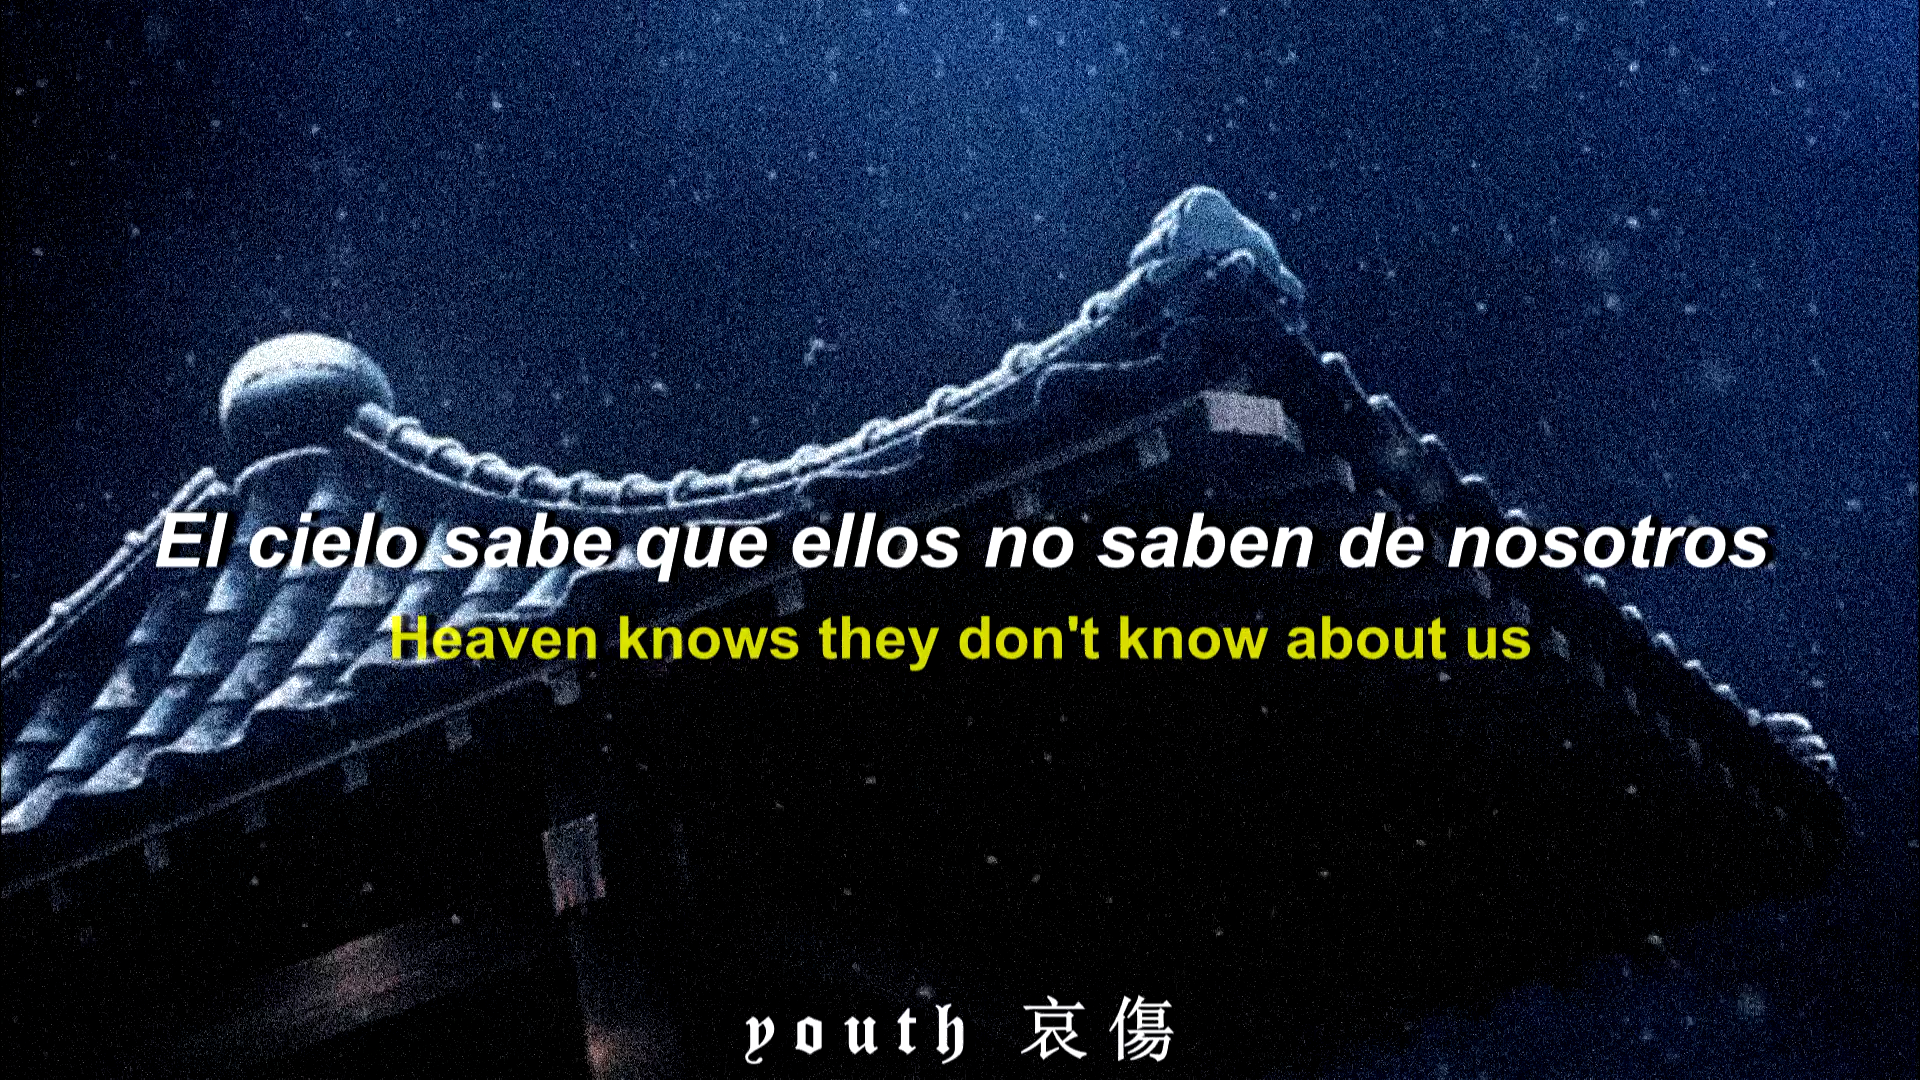 El cielo sabe que ellos no saben de nosotros
Heaven knows they don't know about us
youth 哀傷